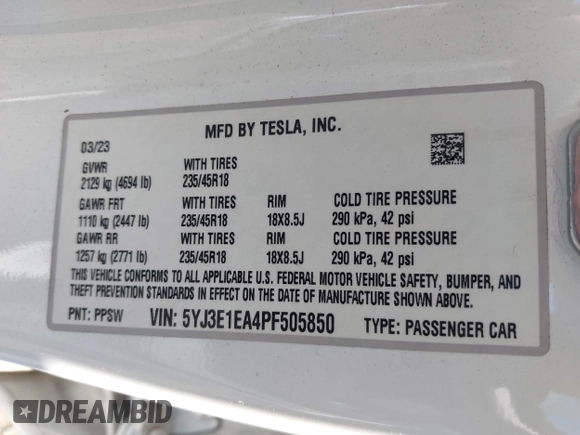 MFD BY TESLA, INC.
03/23
GVWR WITH TIRES
2129 kg (4694 lb) 235/45R18
GAWR FRT WITH TIRES RIM COLD TIRE PRESSURE
1110 kg (2447 lb) 235/45R18 18X8.5J 290 kPa, 42 psi
GAWR RR WITH TIRES RIM COLD TIRE PRESSURE
1257 kg (2771 lb) 235/45R18 18X8.5J 290 kPa, 42 psi
THIS VEHICLE CONFORMS TO ALL APPLICABLE U.S. FEDERAL MOTOR VEHICLE SAFETY, BUMPER, AND
THEFT PREVENTION STANDARDS IN EFFECT ON THE DATE OF MANUFACTURE SHOWN ABOVE.
PNT: PPSW VIN: 5YJ3E1EA4PF505850 TYPE: PASSENGER CAR
DREAMBID